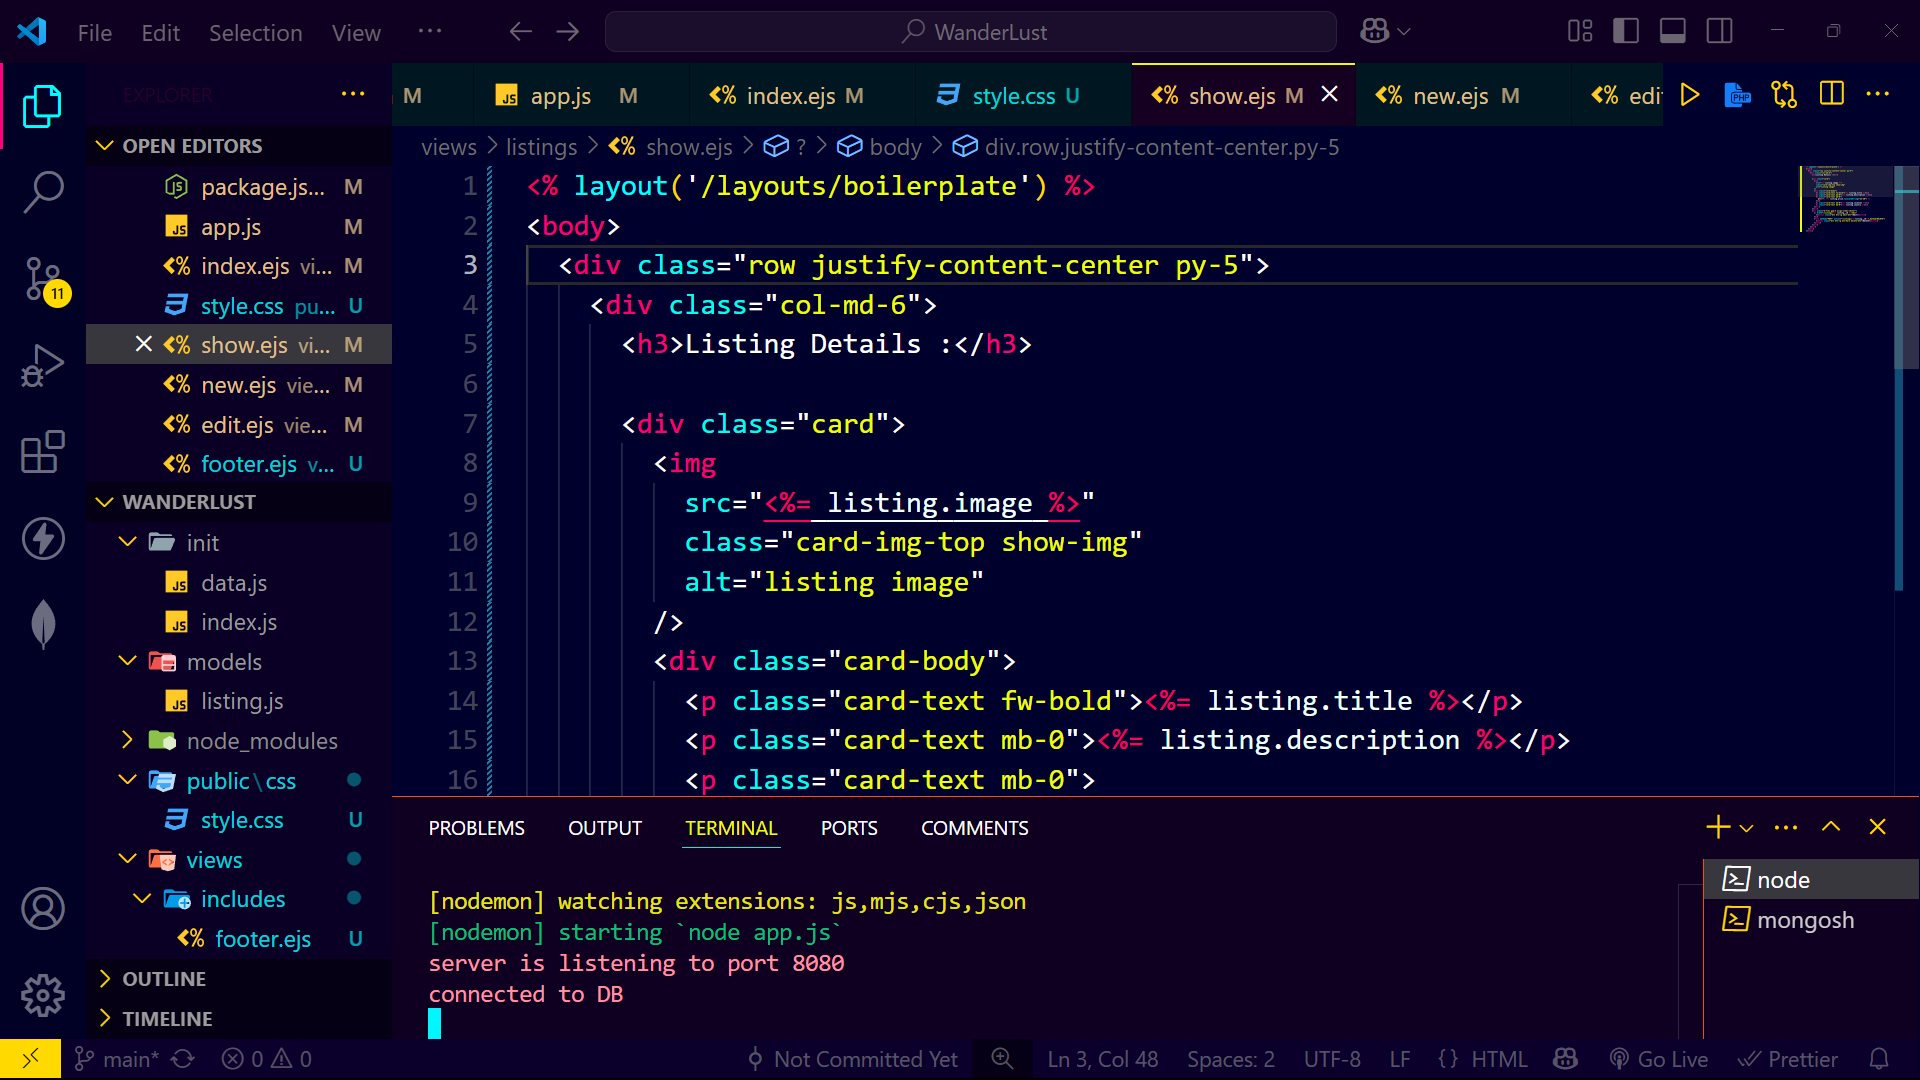 File Edit Selection View ··· WanderLust
EXPLORER ···
M
app.js M
index.ejs M
style.css U
show.ejs M
new.ejs M
edi
OPEN EDITORS
package.js... M
app.js M
index.ejs vi... M
style.css pu... U
show.ejs vi... M
new.ejs vie... M
edit.ejs vie... M
footer.ejs v... U
WANDERLUST
init
data.js
index.js
models
listing.js
node_modules
public\css
style.css U
views
includes
footer.ejs U
OUTLINE
TIMELINE
11
views > listings > show.ejs > ? > body > div.row.justify-content-center.py-5
1 <% layout('/layouts/boilerplate') %>
2 <body>
3 <div class="row justify-content-center py-5">
4 <div class="col-md-6">
5 <h3>Listing Details :</h3>
6
7 <div class="card">
8 <img
9 src="<%= listing.image %>"
10 class="card-img-top show-img"
11 alt="listing image"
12 />
13 <div class="card-body">
14 <p class="card-text fw-bold"><%= listing.title %></p>
15 <p class="card-text mb-0"><%= listing.description %></p>
16 <p class="card-text mb-0">
PROBLEMS OUTPUT TERMINAL PORTS COMMENTS
[nodemon] watching extensions: js,mjs,cjs,json
[nodemon] starting `node app.js`
server is listening to port 8080
connected to DB
node
mongosh
main* 0 0 Not Committed Yet Ln 3, Col 48 Spaces: 2 UTF-8 LF {} HTML Go Live Prettier